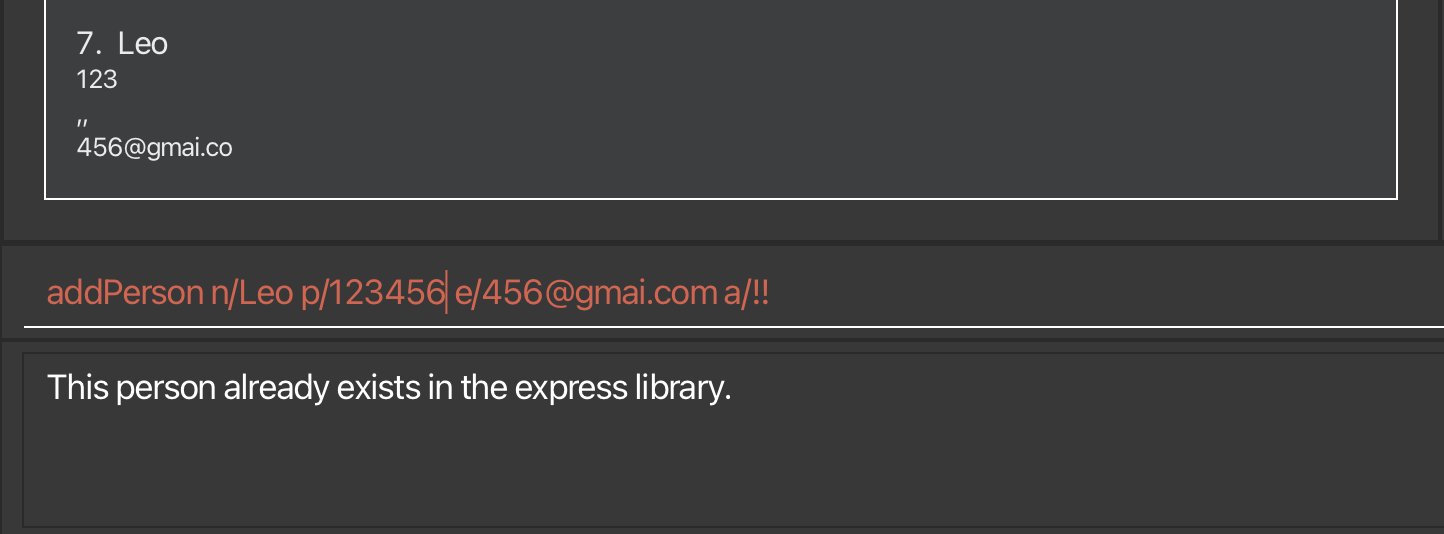 7. Leo
123
,,
456@gmai.co
addPerson n/Leo p/123456 e/456@gmai.com a/!!
This person already exists in the express library.